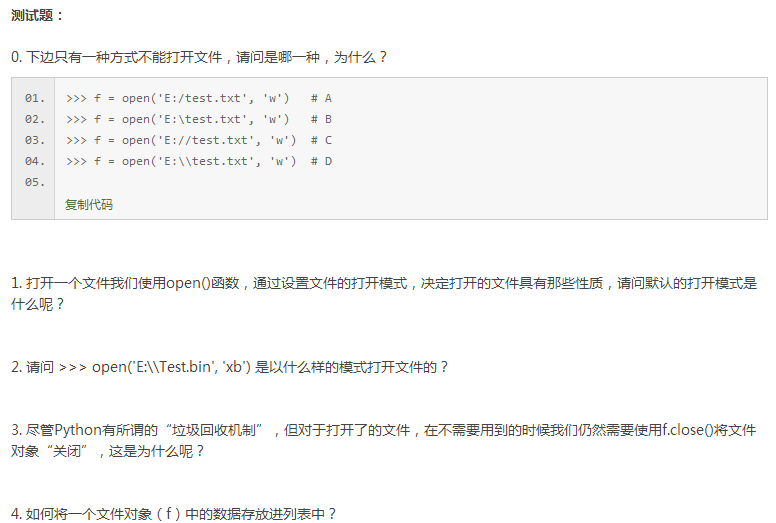 测试题：
0. 下边只有一种方式不能打开文件，请问是哪一种，为什么？
01. >>> f = open('E:/test.txt', 'w')   # A
02. >>> f = open('E:\test.txt', 'w')   # B
03. >>> f = open('E://test.txt', 'w')  # C
04. >>> f = open('E:\\test.txt', 'w')  # D
05.
复制代码
1. 打开一个文件我们使用open()函数，通过设置文件的打开模式，决定打开的文件具有那些性质，请问默认的打开模式是
什么呢？
2. 请问 >>> open('E:\\Test.bin', 'xb') 是以什么样的模式打开文件的？
3. 尽管Python有所谓的“垃圾回收机制”，但对于打开了的文件，在不需要用到的时候我们仍然需要使用f.close()将文件
对象“关闭”，这是为什么呢？
4. 如何将一个文件对象（f）中的数据存放进列表中？